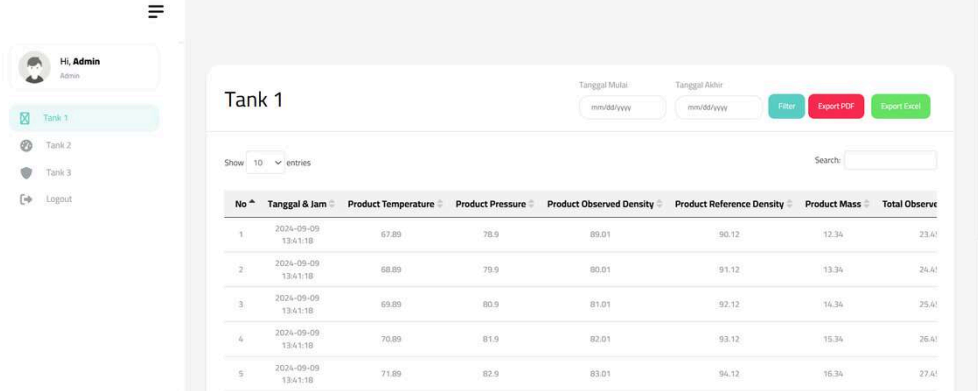 Hi, Admin
Admin
Tank 1
Tank 2
Tank 3
Logout
Tank 1
Tanggal Mulai
mm/dd/yyyy
Tanggal Akhir
mm/dd/yyyy
Filter
Export PDF
Export Excel
Show 10 entries
Search:
No Tanggal & Jam Product Temperature Product Pressure Product Observed Density Product Reference Density Product Mass Total Observe
1 2024-09-09 13:41:18 67.89 78.9 89.01 90.12 12.34 23.4
2 2024-09-09 13:41:18 68.89 79.9 80.01 91.12 13.34 24.4
3 2024-09-09 13:41:18 69.89 80.9 81.01 92.12 14.34 25.4
4 2024-09-09 13:41:18 70.89 81.9 82.01 93.12 15.34 26.4
5 2024-09-09 13:41:18 71.89 82.9 83.01 94.12 16.34 27.4